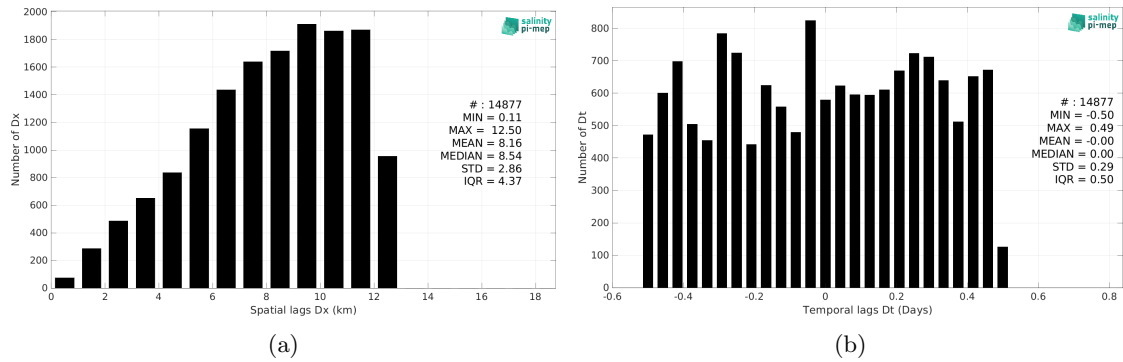 salinity
pi-mep
2000
1800
1600
1400
1200
1000
800
600
400
200
0
Number of Dx
# : 14877
MIN = 0.11
MAX = 12.50
MEAN = 8.16
MEDIAN = 8.54
STD = 2.86
IQR = 4.37
0 2 4 6 8 10 12 14 16 18
Spatial lags Dx (km)
(a)
salinity
pi-mep
800
700
600
500
400
300
200
100
0
Number of Dt
# : 14877
MIN = -0.50
MAX = 0.49
MEAN = -0.00
MEDIAN = 0.00
STD = 0.29
IQR = 0.50
-0.6 -0.4 -0.2 0 0.2 0.4 0.6 0.8
Temporal lags Dt (Days)
(b)